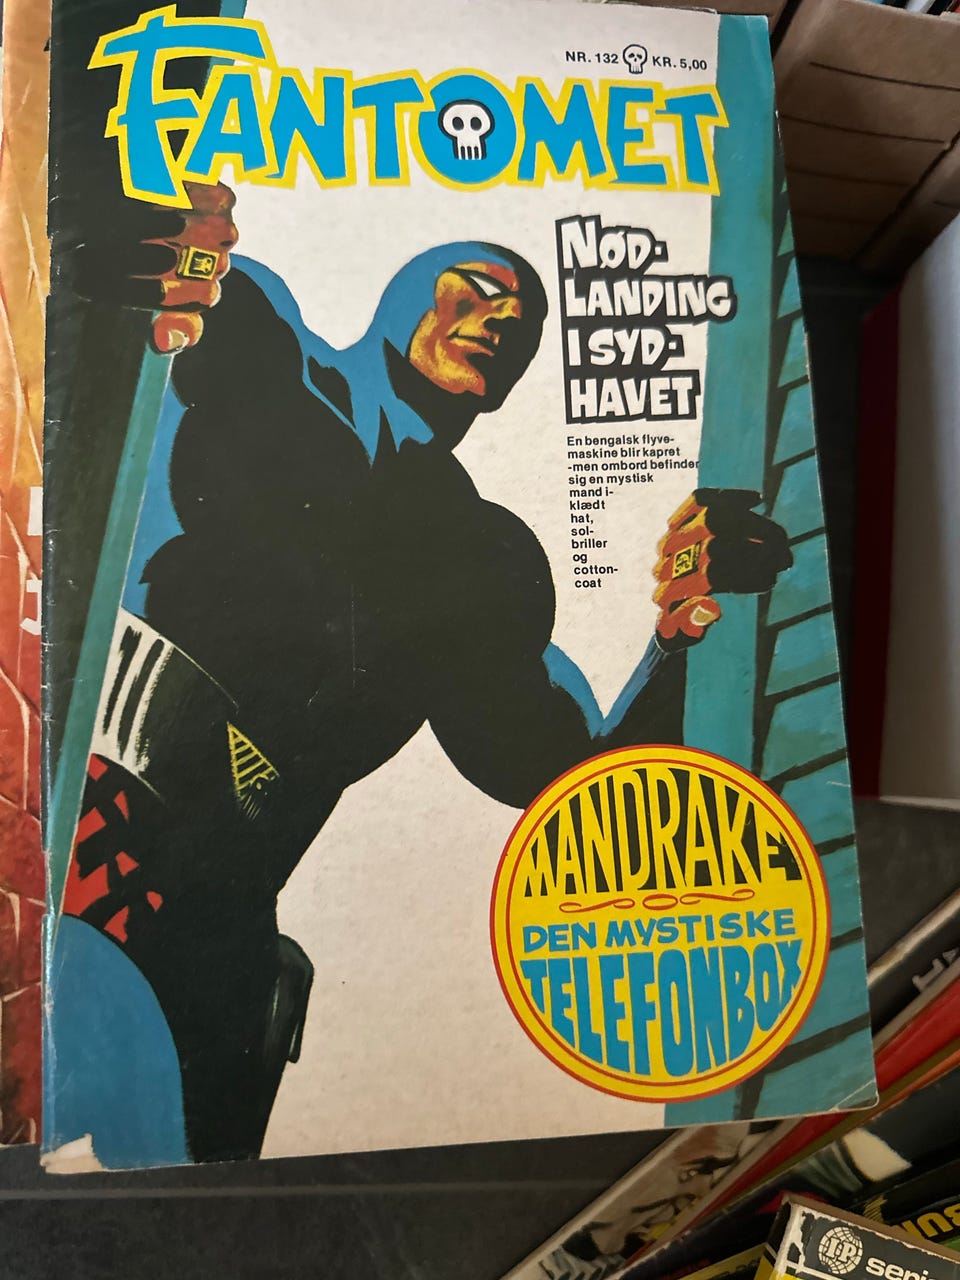 NR. 132 KR. 5,00
FANTOMET
NØD-
LANDING
I SYD-
HAVET
En bengalsk flyve-
maskine blir kapret
-men ombord befinder
sig en mystisk
mand i-
klædt
hat,
sol-
briller
og
cotton-
coat
MANDRAKE
DEN MYSTISKE
TELEFONBOX
I.P.